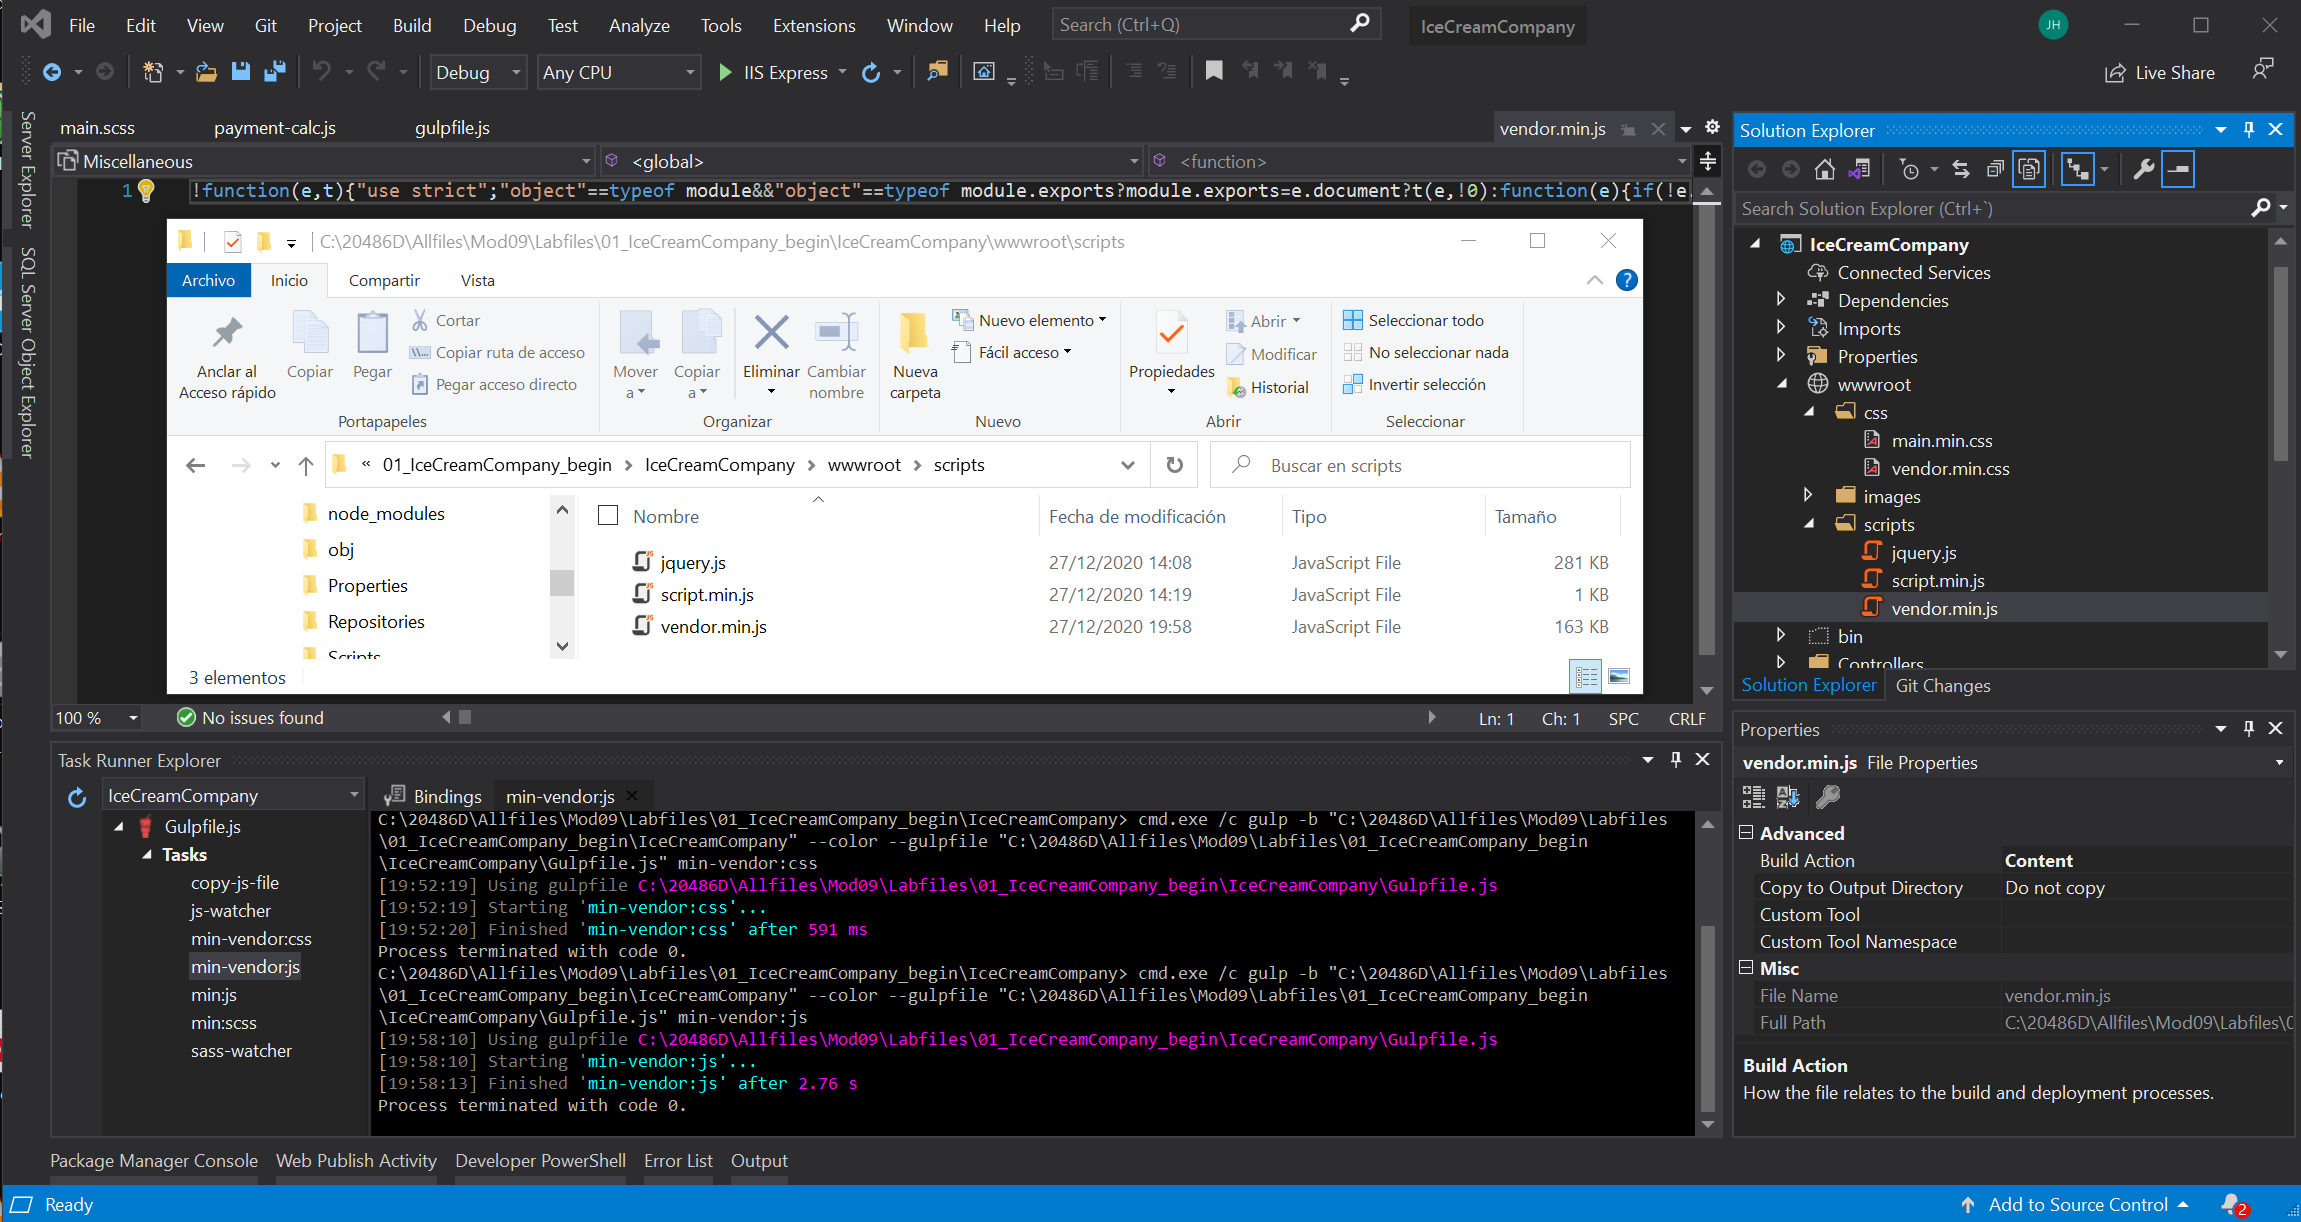 File Edit View Git Project Build Debug Test Analyze Tools Extensions Window Help Search (Ctrl+Q) IceCreamCompany JH
Debug Any CPU IIS Express Live Share
Server Explorer
SQL Server Object Explorer
main.scss payment-calc.js gulpfile.js vendor.min.js
Miscellaneous <global> <function>
1 !function(e,t){"use strict";"object"==typeof module&&"object"==typeof module.exports?module.exports=e.document?t(e,!0):function(e){if(!e.
C:\20486D\Allfiles\Mod09\Labfiles\01_IceCreamCompany_begin\IceCreamCompany\wwwroot\scripts
Archivo Inicio Compartir Vista
Anclar al Acceso rápido
Copiar
Pegar
Cortar
Copiar ruta de acceso
Pegar acceso directo
Portapapeles
Mover a
Copiar a
Eliminar
Cambiar nombre
Organizar
Nueva carpeta
Nuevo elemento
Fácil acceso
Nuevo
Propiedades
Abrir
Modificar
Historial
Abrir
Seleccionar todo
No seleccionar nada
Invertir selección
Seleccionar
« 01_IceCreamCompany_begin > IceCreamCompany > wwwroot > scripts
Buscar en scripts
node_modules
obj
Properties
Repositories
Scripts
Nombre Fecha de modificación Tipo Tamaño
jquery.js 27/12/2020 14:08 JavaScript File 281 KB
script.min.js 27/12/2020 14:19 JavaScript File 1 KB
vendor.min.js 27/12/2020 19:58 JavaScript File 163 KB
3 elementos
100 % No issues found Ln: 1 Ch: 1 SPC CRLF
Task Runner Explorer
IceCreamCompany
Gulpfile.js
Tasks
copy-js-file
js-watcher
min-vendor:css
min-vendor:js
min:js
min:scss
sass-watcher
Bindings min-vendor:js
C:\20486D\Allfiles\Mod09\Labfiles\01_IceCreamCompany_begin\IceCreamCompany> cmd.exe /c gulp -b "C:\20486D\Allfiles\Mod09\Labfiles
\01_IceCreamCompany_begin\IceCreamCompany" --color --gulpfile "C:\20486D\Allfiles\Mod09\Labfiles\01_IceCreamCompany_begin
\IceCreamCompany\Gulpfile.js" min-vendor:css
[19:52:19] Using gulpfile C:\20486D\Allfiles\Mod09\Labfiles\01_IceCreamCompany_begin\IceCreamCompany\Gulpfile.js
[19:52:19] Starting 'min-vendor:css'...
[19:52:20] Finished 'min-vendor:css' after 591 ms
Process terminated with code 0.
C:\20486D\Allfiles\Mod09\Labfiles\01_IceCreamCompany_begin\IceCreamCompany> cmd.exe /c gulp -b "C:\20486D\Allfiles\Mod09\Labfiles
\01_IceCreamCompany_begin\IceCreamCompany" --color --gulpfile "C:\20486D\Allfiles\Mod09\Labfiles\01_IceCreamCompany_begin
\IceCreamCompany\Gulpfile.js" min-vendor:js
[19:58:10] Using gulpfile C:\20486D\Allfiles\Mod09\Labfiles\01_IceCreamCompany_begin\IceCreamCompany\Gulpfile.js
[19:58:10] Starting 'min-vendor:js'...
[19:58:13] Finished 'min-vendor:js' after 2.76 s
Process terminated with code 0.
Solution Explorer
Search Solution Explorer (Ctrl+`)
IceCreamCompany
Connected Services
Dependencies
Imports
Properties
wwwroot
css
main.min.css
vendor.min.css
images
scripts
jquery.js
script.min.js
vendor.min.js
bin
Controllers
Solution Explorer Git Changes
Properties
vendor.min.js File Properties
Advanced
Build Action Content
Copy to Output Directory Do not copy
Custom Tool
Custom Tool Namespace
Misc
File Name vendor.min.js
Full Path C:\20486D\Allfiles\Mod09\Labfiles\0
Build Action
How the file relates to the build and deployment processes.
Package Manager Console Web Publish Activity Developer PowerShell Error List Output
Ready Add to Source Control 2